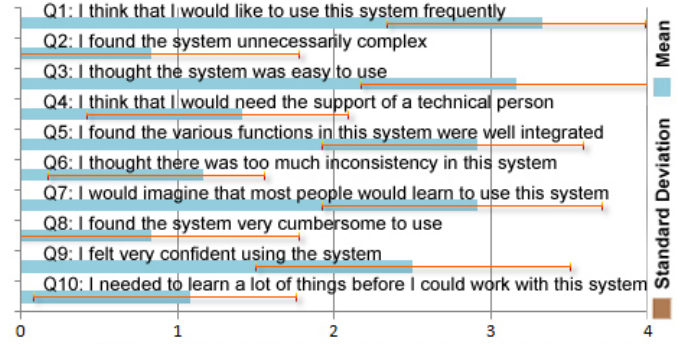 Q1: I think that I would like to use this system frequently
Q2: I found the system unnecessarily complex
Q3: I thought the system was easy to use
Q4: I think that I would need the support of a technical person
Q5: I found the various functions in this system were well integrated
Q6: I thought there was too much inconsistency in this system
Q7: I would imagine that most people would learn to use this system
Q8: I found the system very cumbersome to use
Q9: I felt very confident using the system
Q10: I needed to learn a lot of things before I could work with this system
0 1 2 3 4
Mean
Standard Deviation